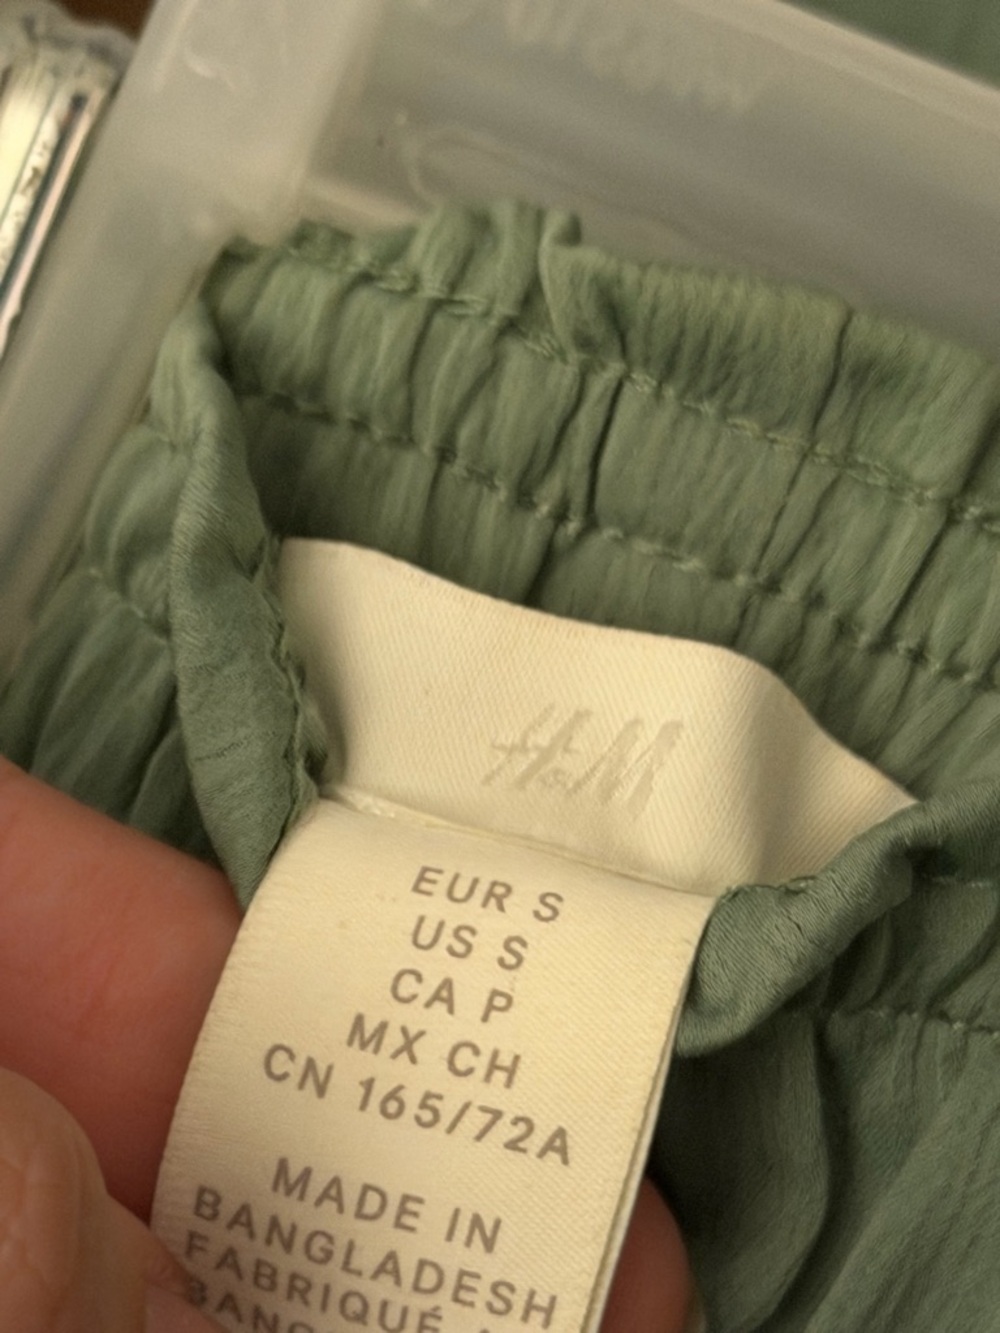 H&M
EUR S
US S
CA P
MX CH
CN 165/72A
MADE IN
BANGLADESH
FABRIQUÉ